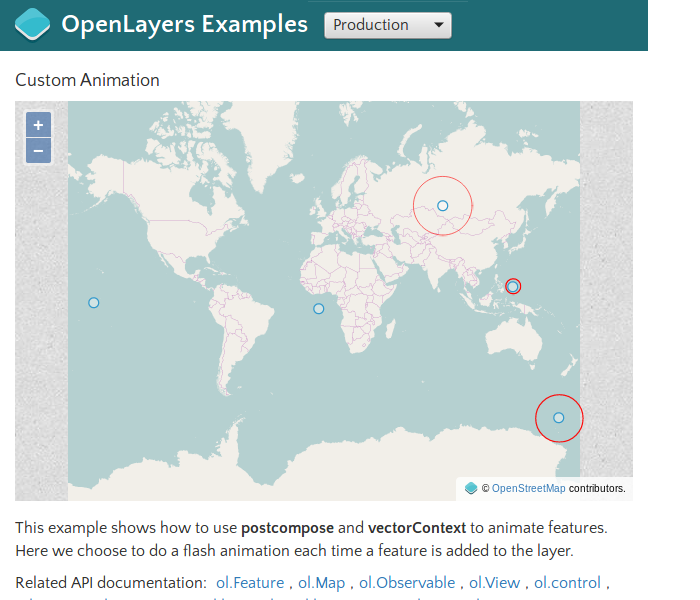 OpenLayers Examples
Production
Custom Animation
+
−
© OpenStreetMap contributors.
This example shows how to use postcompose and vectorContext to animate features.
Here we choose to do a flash animation each time a feature is added to the layer.
Related API documentation: ol.Feature , ol.Map , ol.Observable , ol.View , ol.control ,